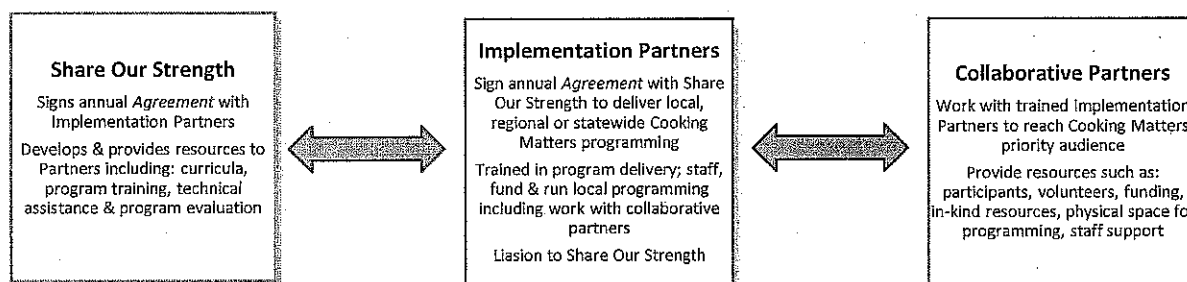 Share Our Strength
Signs annual Agreement with
Implementation Partners
Develops & provides resources to
Partners including: curricula,
program training, technical
assistance & program evaluation
Implementation Partners
Sign annual Agreement with Share
Our Strength to deliver local,
regional or statewide Cooking
Matters programming
Trained in program delivery; staff,
fund & run local programming
including work with collaborative
partners
Liasion to Share Our Strength
Collaborative Partners
Work with trained Implementation
Partners to reach Cooking Matters
priority audience
Provide resources such as:
participants, volunteers, funding,
in-kind resources, physical space fo
programming, staff support